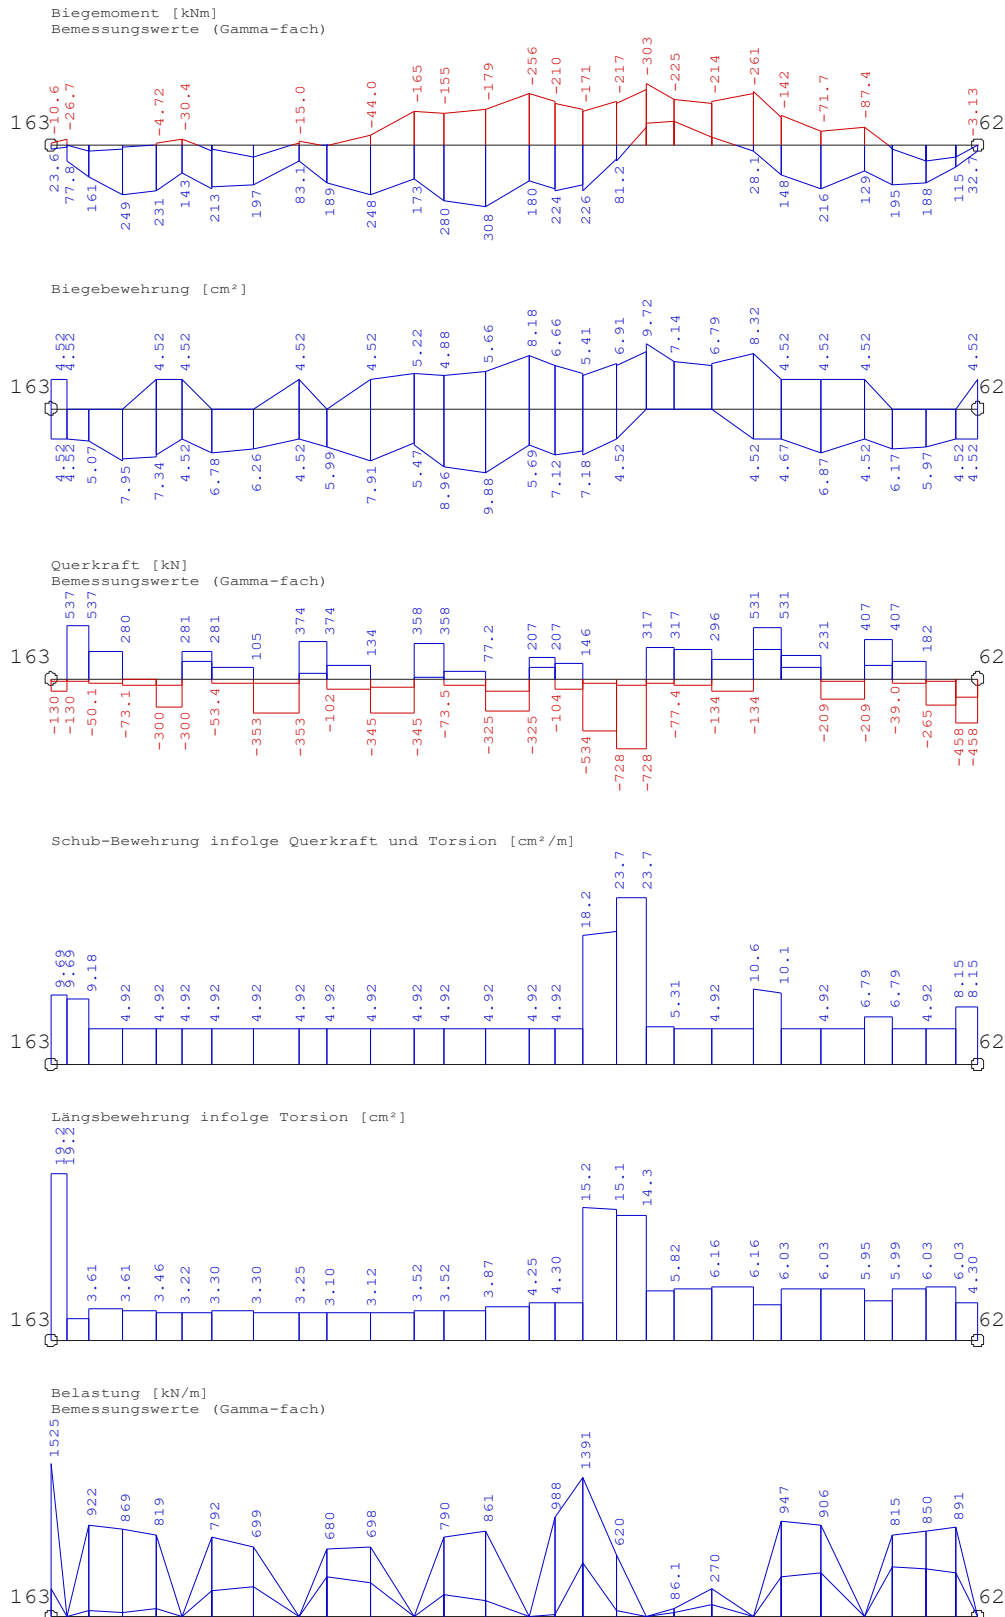 Biegemoment [kNm]
Bemessungswerte (Gamma-fach)
-10.6 -26.7 -4.72 -30.4 -15.0 -44.0 -165 -155 -179 -256 -210 -171 -217 -303 -225 -214 -261 -142 -71.7 -87.4 -3.13
163 62
23.6 77.8 161 249 231 143 213 197 83.1 189 248 173 280 308 180 224 226 81.2 28.1 148 216 129 195 188 115 32.7
Biegebewehrung [cm²]
4.52 4.52 4.52 4.52 4.52 4.52 5.22 4.88 5.66 8.18 6.66 5.41 6.91 9.72 7.14 6.79 8.32 4.52 4.52 4.52 4.52
163 62
4.52 4.52 5.07 7.95 7.34 4.52 6.78 6.26 4.52 5.99 7.91 5.47 8.96 9.88 5.69 7.12 7.18 4.52 4.52 4.67 6.87 4.52 6.17 5.97 4.52 4.52
Querkraft [kN]
Bemessungswerte (Gamma-fach)
537 537 280 281 281 105 374 374 134 358 358 77.2 207 207 146 317 317 296 531 531 231 407 407 182
163 62
-130 -130 -50.1 -73.1 -300 -300 -53.4 -353 -353 -102 -345 -345 -73.5 -325 -325 -104 -534 -728 -728 -77.4 -134 -134 -209 -209 -39.0 -265 -458 -458
Schub-Bewehrung infolge Querkraft und Torsion [cm²/m]
9.69 9.69 9.18 4.92 4.92 4.92 4.92 4.92 4.92 4.92 4.92 4.92 4.92 4.92 4.92 4.92 18.2 23.7 23.7 5.31 4.92 10.6 10.1 4.92 6.79 6.79 4.92 8.15 8.15
163 62
Längsbewehrung infolge Torsion [cm²]
19.2 19.2 3.61 3.61 3.46 3.22 3.30 3.30 3.25 3.10 3.12 3.52 3.52 3.87 4.25 4.30 15.2 15.1 14.3 5.82 6.16 6.16 6.03 6.03 5.95 5.99 6.03 6.03 4.30
163 62
Belastung [kN/m]
Bemessungswerte (Gamma-fach)
1525 922 869 819 792 699 680 698 790 861 988 1391 620 86.1 270 947 906 815 850 891
163 62